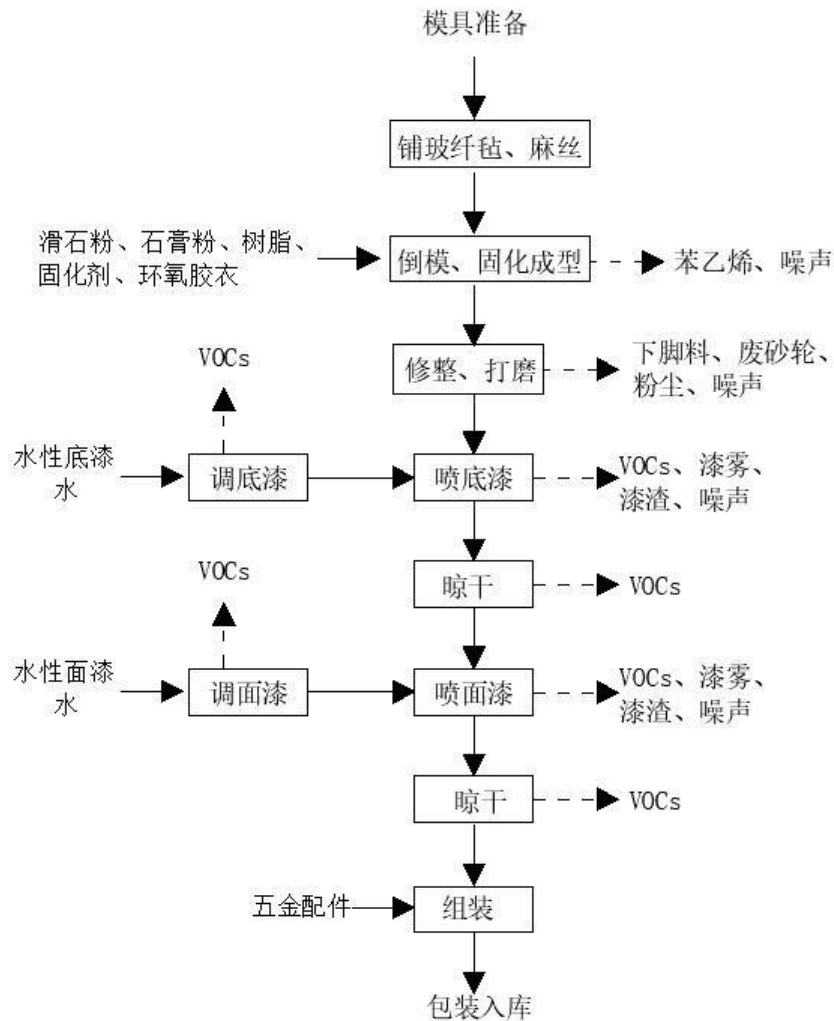 模具准备
铺玻纤毡、麻丝
滑石粉、石膏粉、树脂、
固化剂、环氧胶衣
倒模、固化成型
苯乙烯、噪声
修整、打磨
下脚料、废砂轮、
粉尘、噪声
VOCs
水性底漆
水
调底漆
喷底漆
VOCs、漆雾、
漆渣、噪声
晾干
VOCs
VOCs
水性面漆
水
调面漆
喷面漆
VOCs、漆雾、
漆渣、噪声
晾干
VOCs
五金配件
组装
包装入库